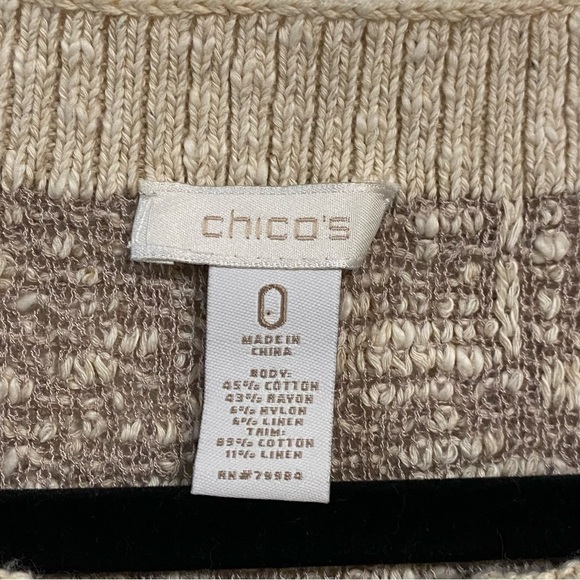 chico's
0
MADE IN
CHINA
BODY:
45% COTTON
43% RAYON
6% NYLON
6% LINEN
TRIM:
89% COTTON
11% LINEN
RN#79984